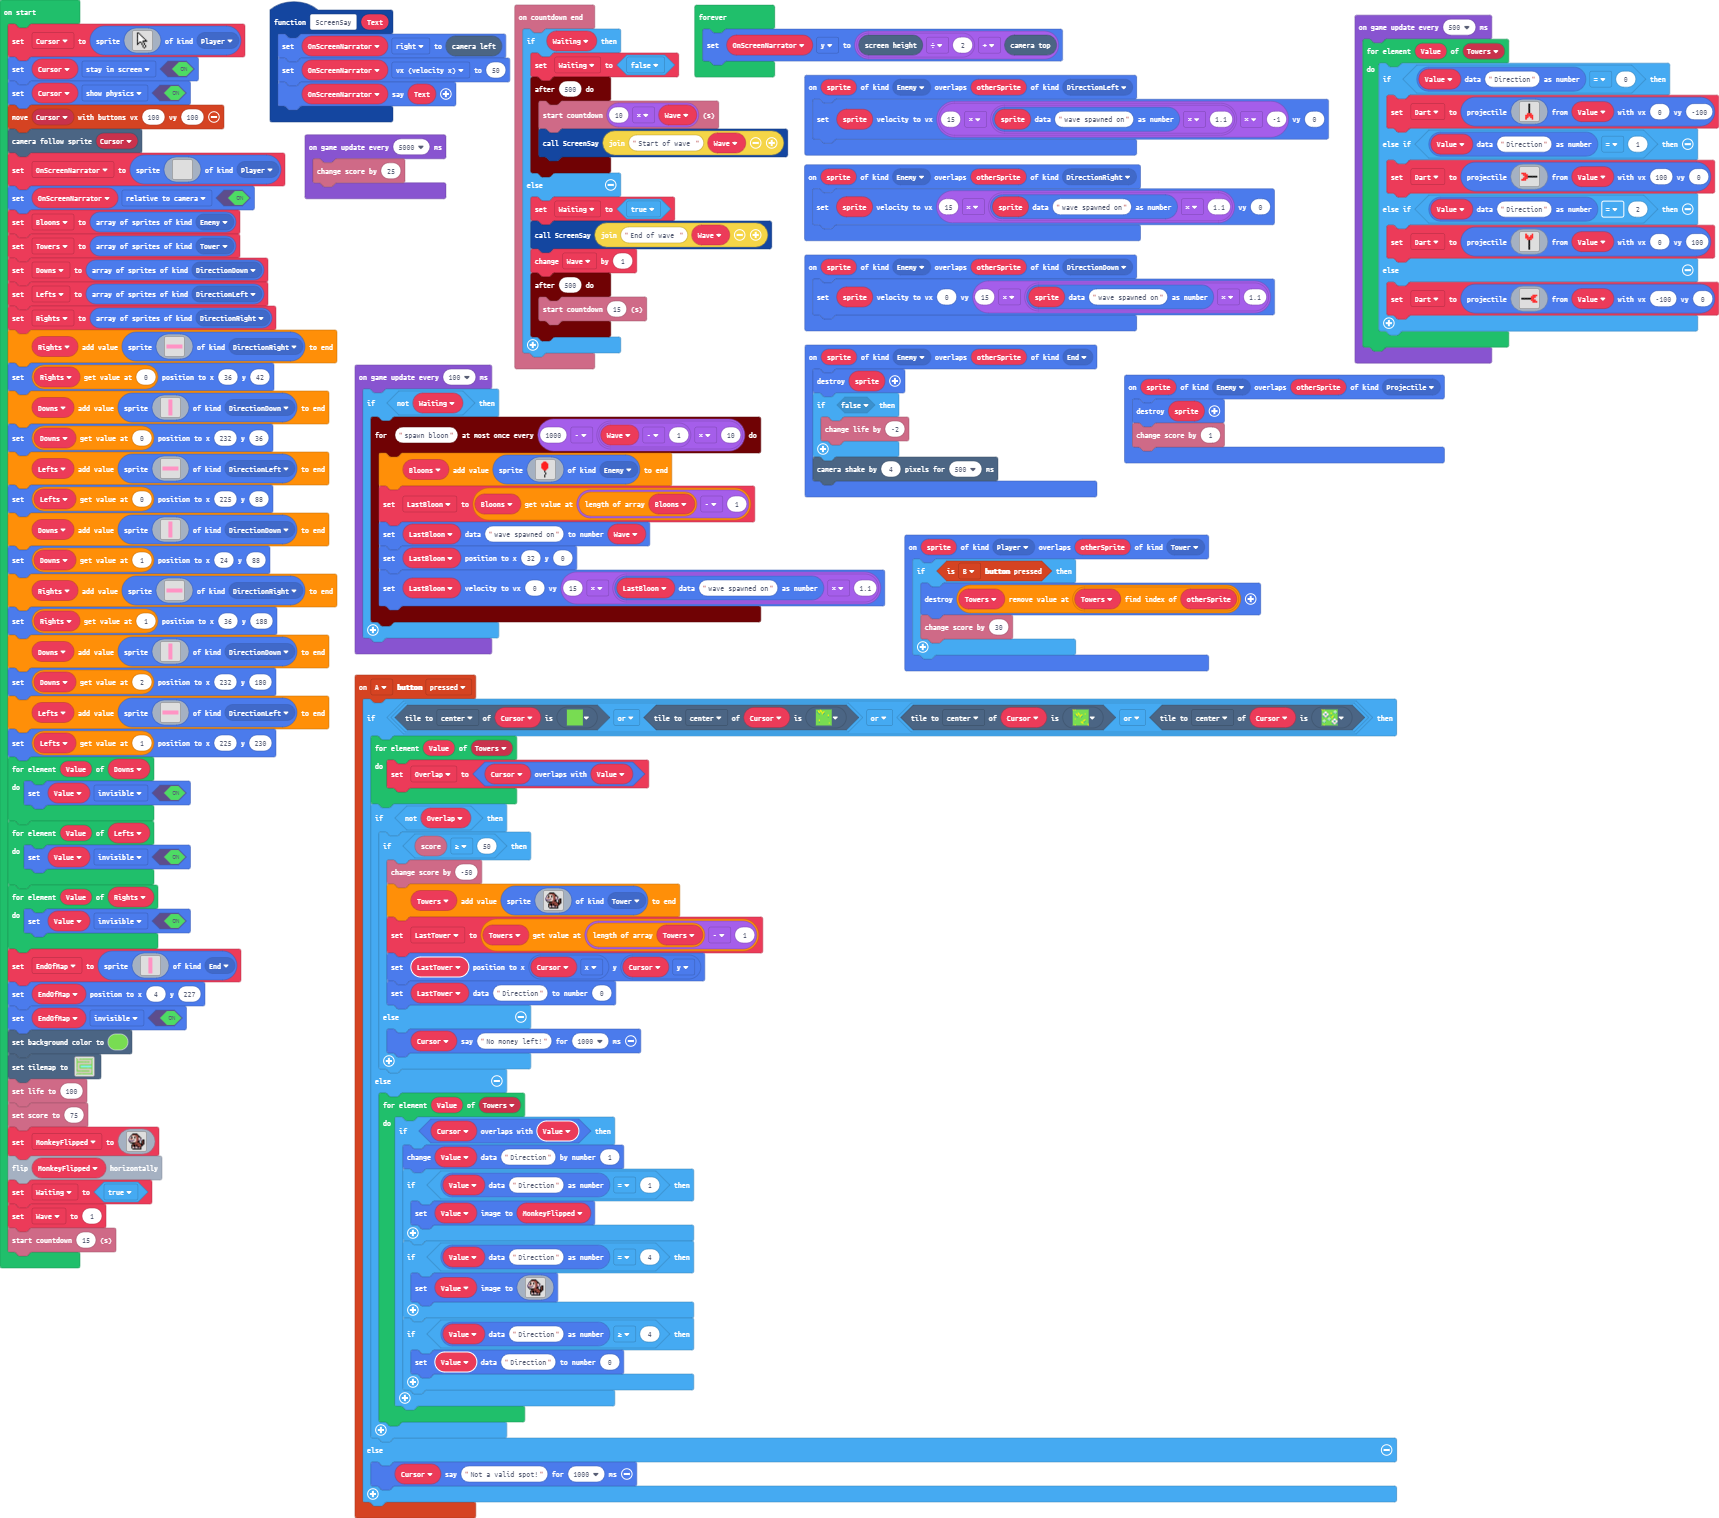 on start
set Cursor to sprite of kind Player
set Cursor stay in screen ON
set Cursor show physics ON
move Cursor with buttons vx 100 vy 100
camera follow sprite Cursor
set OnScreenNarrator to sprite of kind Player
set OnScreenNarrator relative to camera ON
set Bloons to array of sprites of kind Enemy
set Towers to array of sprites of kind Tower
set Downs to array of sprites of kind DirectionDown
set Lefts to array of sprites of kind DirectionLeft
set Rights to array of sprites of kind DirectionRight
Rights add value sprite of kind DirectionRight to end
set Rights get value at 0 position to x 36 y 42
Downs add value sprite of kind DirectionDown to end
set Downs get value at 0 position to x 232 y 36
Lefts add value sprite of kind DirectionLeft to end
set Lefts get value at 0 position to x 225 y 88
Downs add value sprite of kind DirectionDown to end
set Downs get value at 1 position to x 24 y 88
Rights add value sprite of kind DirectionRight to end
set Rights get value at 1 position to x 36 y 188
Downs add value sprite of kind DirectionDown to end
set Downs get value at 2 position to x 232 y 180
Lefts add value sprite of kind DirectionLeft to end
set Lefts get value at 1 position to x 225 y 230
for element Value of Downs
do set Value invisible ON
for element Value of Lefts
do set Value invisible ON
for element Value of Rights
do set Value invisible ON
set EndOfMap to sprite of kind End
set EndOfMap position to x 4 y 227
set EndOfMap invisible ON
set background color to
set tilemap to
set life to 100
set score to 75
set MonkeyFlipped to
flip MonkeyFlipped horizontally
set Waiting to true
set Wave to 1
start countdown 15 (s)
function ScreenSay Text
set OnScreenNarrator right to camera left
set OnScreenNarrator vx (velocity x) to 50
OnScreenNarrator say Text
on game update every 5000 ms
change score by 25
on countdown end
if Waiting then
set Waiting to false
after 500 do
start countdown 10 × Wave (s)
call ScreenSay join "Start of wave " Wave
else
set Waiting to true
call ScreenSay join "End of wave " Wave
change Wave by 1
after 500 do
start countdown 15 (s)
forever
set OnScreenNarrator y to screen height ÷ 2 + camera top
on sprite of kind Enemy overlaps otherSprite of kind DirectionLeft
set sprite velocity to vx 15 × sprite data "wave spawned on" as number × 1.1 × -1 vy 0
on sprite of kind Enemy overlaps otherSprite of kind DirectionRight
set sprite velocity to vx 15 × sprite data "wave spawned on" as number × 1.1 vy 0
on sprite of kind Enemy overlaps otherSprite of kind DirectionDown
set sprite velocity to vx 0 vy 15 × sprite data "wave spawned on" as number × 1.1
on sprite of kind Enemy overlaps otherSprite of kind End
destroy sprite
if false then
change life by -2
camera shake by 4 pixels for 500 ms
on sprite of kind Enemy overlaps otherSprite of kind Projectile
destroy sprite
change score by 1
on sprite of kind Player overlaps otherSprite of kind Tower
if is B button pressed then
destroy Towers remove value at Towers find index of otherSprite
change score by 30
on game update every 500 ms
for element Value of Towers
do if Value data "Direction" as number = 0 then
set Dart to projectile from Value with vx 0 vy -100
else if Value data "Direction" as number = 1 then
set Dart to projectile from Value with vx 100 vy 0
else if Value data "Direction" as number = 2 then
set Dart to projectile from Value with vx 0 vy 100
else
set Dart to projectile from Value with vx -100 vy 0
on game update every 100 ms
if not Waiting then
for "spawn bloon" at most once every 1000 - Wave - 1 × 10 do
Bloons add value sprite of kind Enemy to end
set LastBloon to Bloons get value at length of array Bloons - 1
set LastBloon data "wave spawned on" to number Wave
set LastBloon position to x 32 y 0
set LastBloon velocity to vx 0 vy 15 × LastBloon data "wave spawned on" as number × 1.1
on A button pressed
if tile to center of Cursor is or tile to center of Cursor is or tile to center of Cursor is or tile to center of Cursor is then
for element Value of Towers
do set Overlap to Cursor overlaps with Value
if not Overlap then
if score ≥ 50 then
change score by -50
Towers add value sprite of kind Tower to end
set LastTower to Towers get value at length of array Towers - 1
set LastTower position to x Cursor x y Cursor y
set LastTower data "Direction" to number 0
else
Cursor say "No money left!" for 1000 ms
else
for element Value of Towers
do if Cursor overlaps with Value then
change Value data "Direction" by number 1
if Value data "Direction" as number = 1 then
set Value image to MonkeyFlipped
if Value data "Direction" as number = 4 then
set Value image to
if Value data "Direction" as number ≥ 4 then
set Value data "Direction" to number 0
else
Cursor say "Not a valid spot!" for 1000 ms